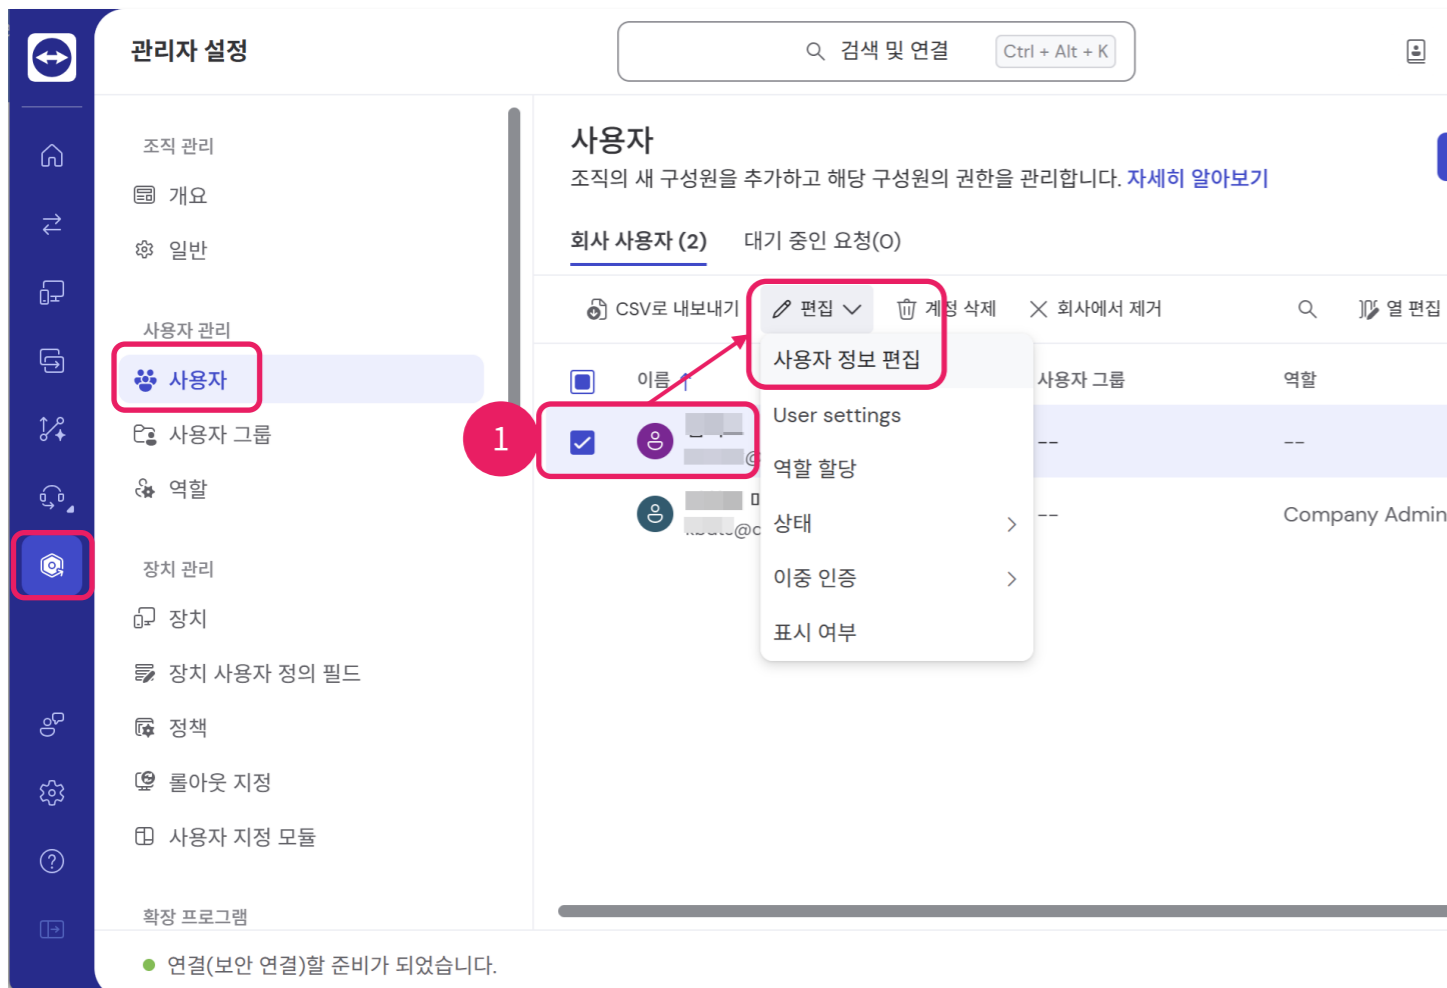 관리자 설정
검색 및 연결
Ctrl + Alt + K
조직 관리
개요
일반
사용자 관리
사용자
사용자 그룹
역할
장치 관리
장치
장치 사용자 정의 필드
정책
롤아웃 지정
사용자 지정 모듈
확장 프로그램
사용자
조직의 새 구성원을 추가하고 해당 구성원의 권한을 관리합니다. 자세히 알아보기
회사 사용자 (2)
대기 중인 요청(0)
CSV로 내보내기
편집
계정 삭제
회사에서 제거
열 편집
이름
사용자 그룹
역할
1
--
--
--
Company Admin
사용자 정보 편집
User settings
역할 할당
상태
이중 인증
표시 여부
연결(보안 연결)할 준비가 되었습니다.